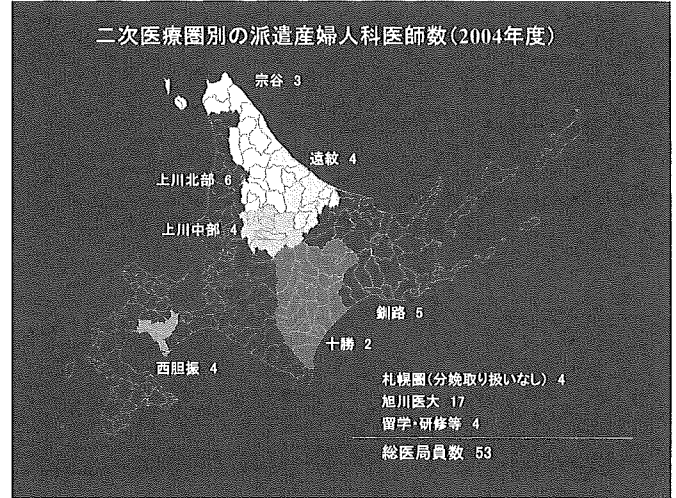 二次医療圏別の派遣産婦人科医師数(2004年度)
宗谷 3
遠紋 4
上川北部 6
上川中部 4
釧路 5
十勝 2
西胆振 4
札幌圏(分娩取り扱いなし) 4
旭川医大 17
留学・研修等 4
総医局員数 53